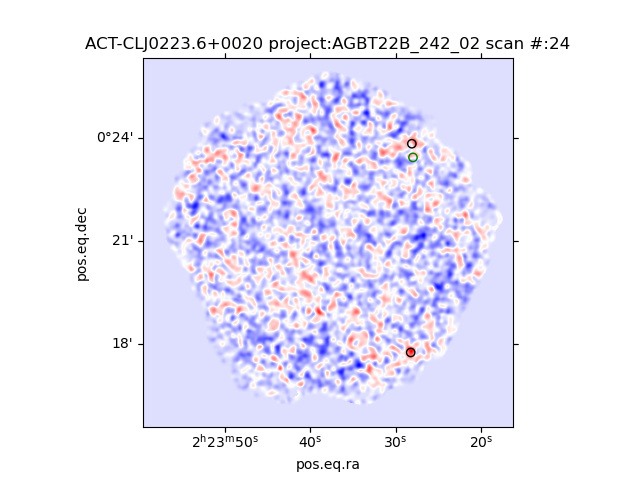 ACT-CLJ0223.6+0020 project:AGBT22B_242_02 scan #:24
0°24'
21'
18'
pos.eq.dec
2ʰ23ᵐ50ˢ 40ˢ 30ˢ 20ˢ
pos.eq.ra